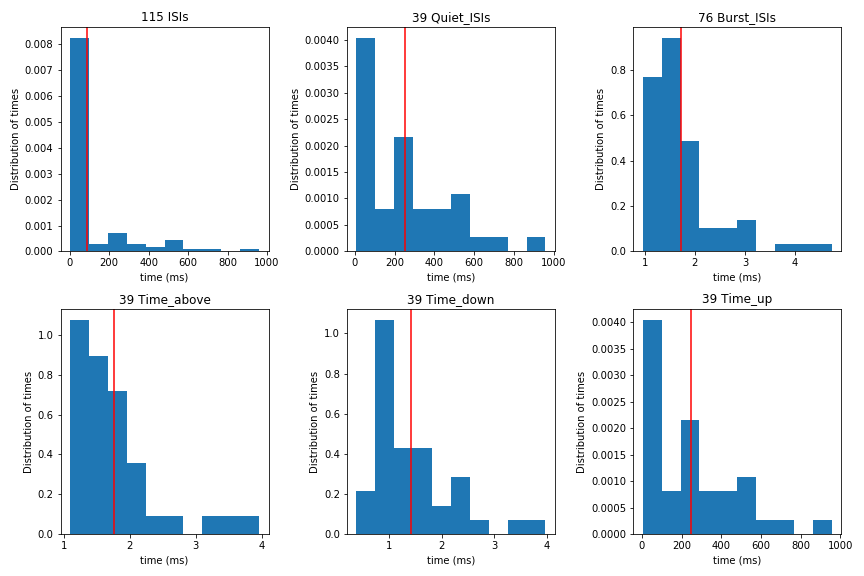 115 ISIs
Distribution of times
0.008
0.007
0.006
0.005
0.004
0.003
0.002
0.001
0.000
0 200 400 600 800 1000
time (ms)
39 Quiet_ISIs
Distribution of times
0.0040
0.0035
0.0030
0.0025
0.0020
0.0015
0.0010
0.0005
0.0000
0 200 400 600 800 1000
time (ms)
76 Burst_ISIs
Distribution of times
0.8
0.6
0.4
0.2
0.0
1 2 3 4
time (ms)
39 Time_above
Distribution of times
1.0
0.8
0.6
0.4
0.2
0.0
1 2 3 4
time (ms)
39 Time_down
Distribution of times
1.0
0.8
0.6
0.4
0.2
0.0
1 2 3 4
time (ms)
39 Time_up
Distribution of times
0.0040
0.0035
0.0030
0.0025
0.0020
0.0015
0.0010
0.0005
0.0000
0 200 400 600 800 1000
time (ms)